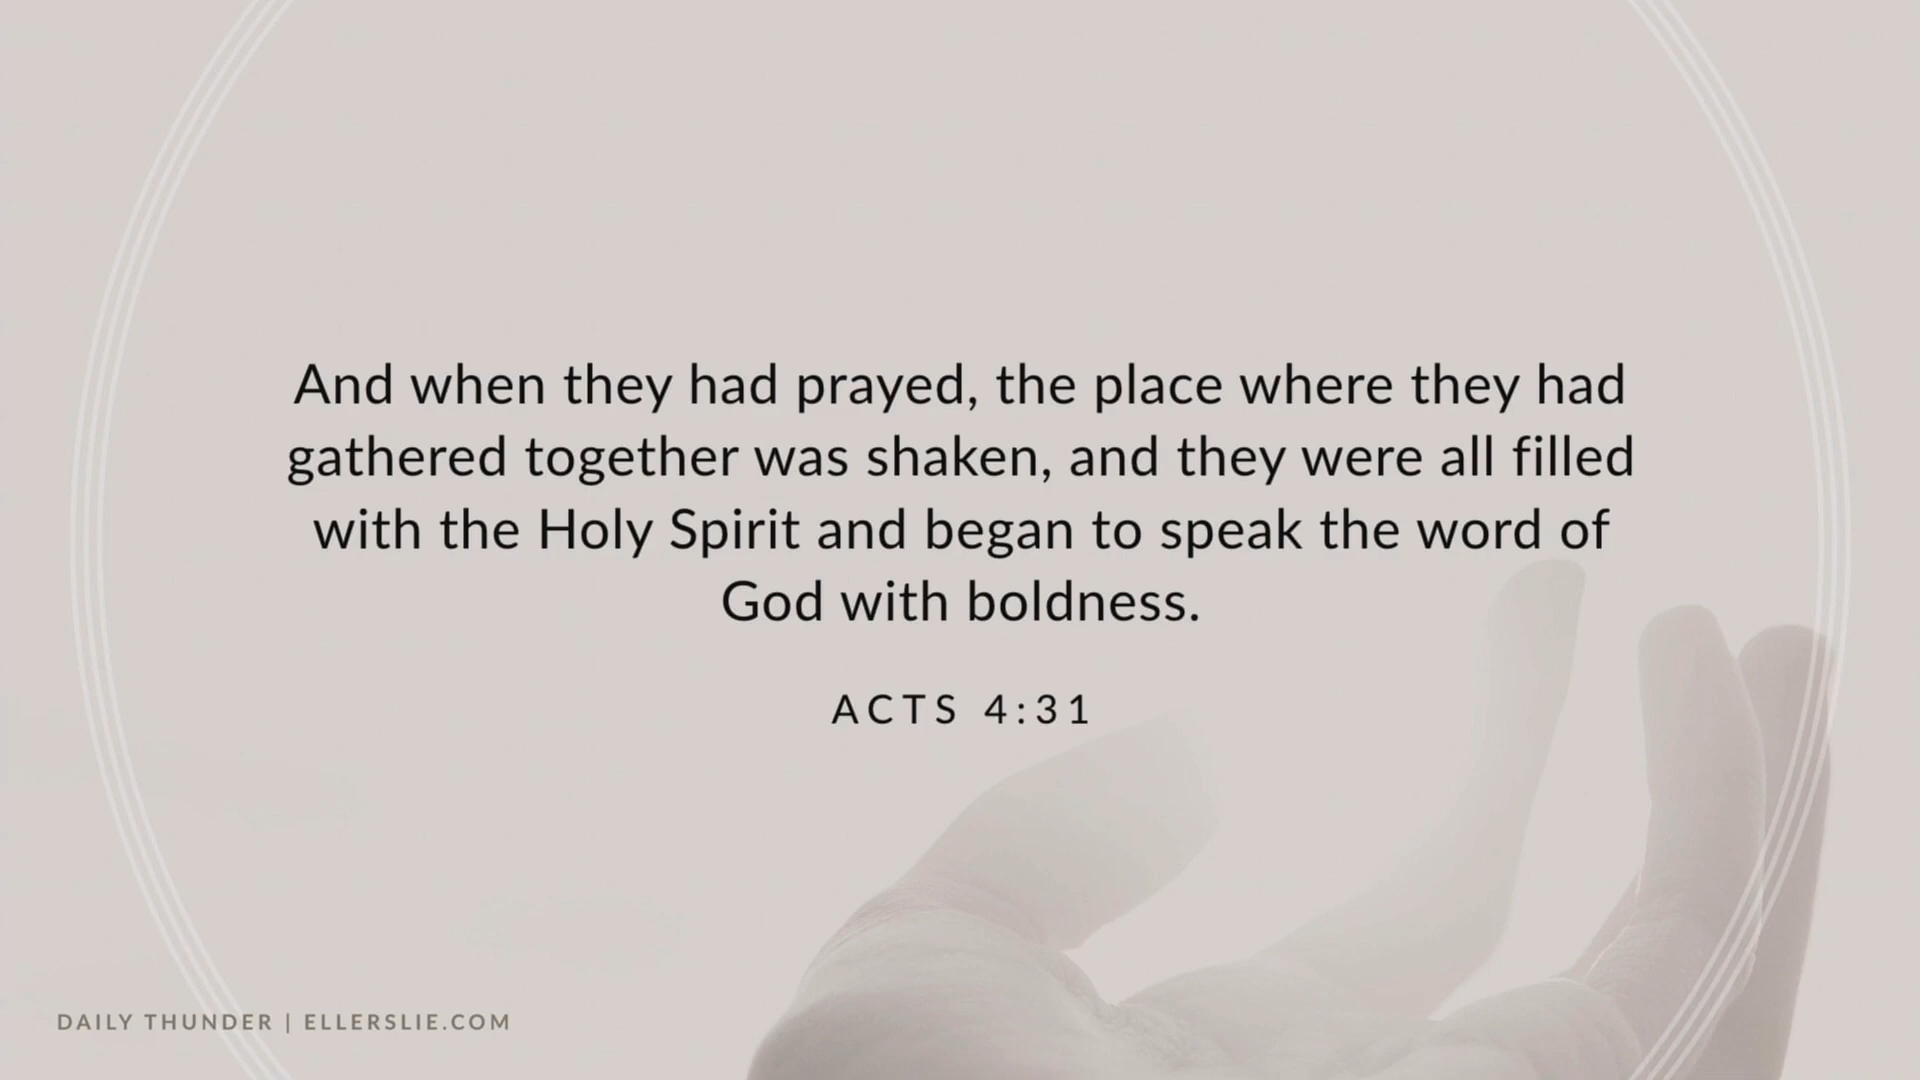 And when they had prayed, the place where they had
gathered together was shaken, and they were all filled
with the Holy Spirit and began to speak the word of
God with boldness.
ACTS 4:31
DAILY THUNDER | ELLERSLIE.COM